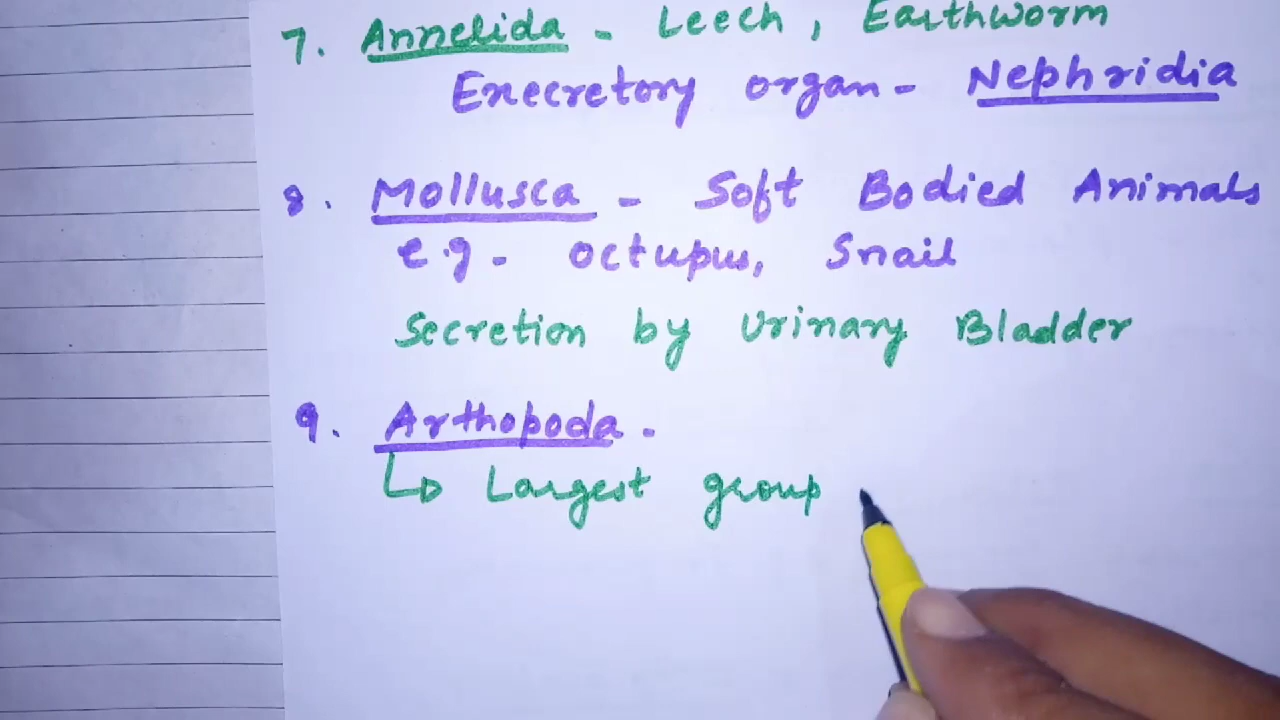 7. Annelida - Leech, Earthworm
Execretory organ - Nephridia
8. Mollusca - Soft Bodied Animals
e.g - octupus, Snail
Secretion by Urinary Bladder
9. Arthopoda.
↳ Largest group